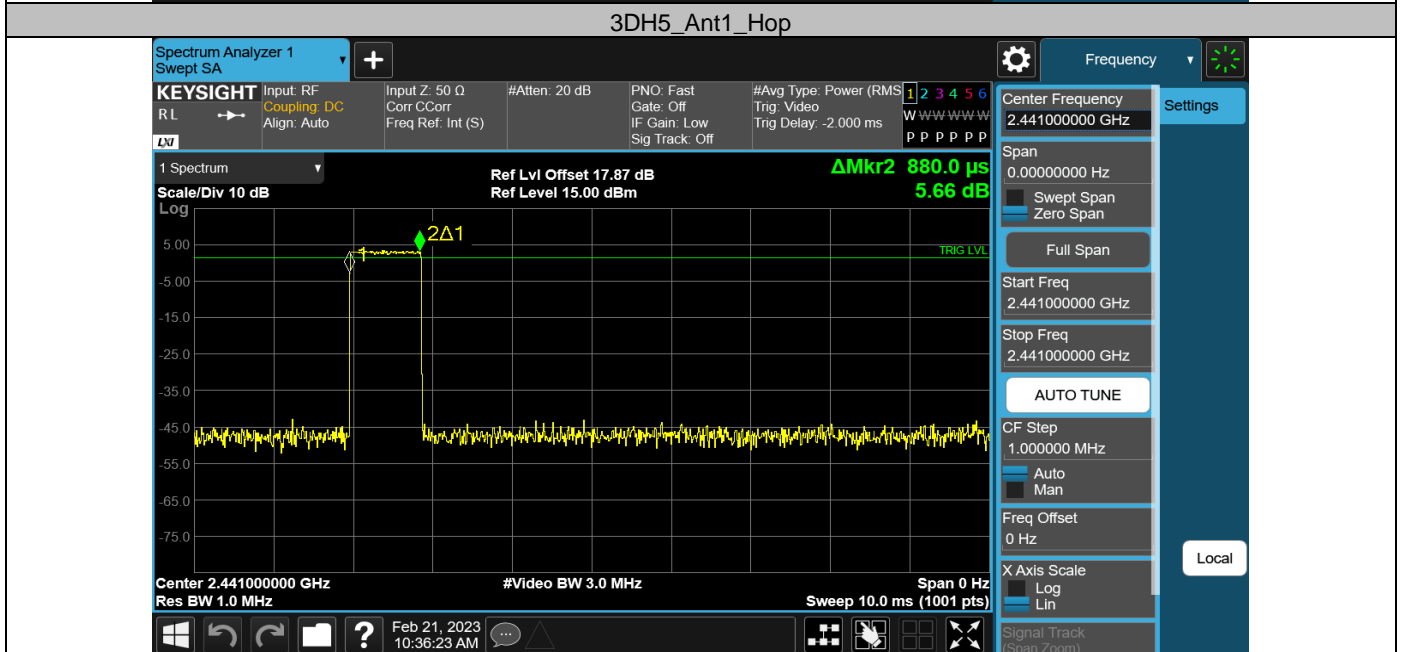 3DH5_Ant1_Hop
Spectrum Analyzer 1
Swept SA
Frequency
KEYSIGHT
R L
LXI
Input: RF
Coupling: DC
Align: Auto
Input Z: 50 Ω
Corr CCorr
Freq Ref: Int (S)
#Atten: 20 dB
PNO: Fast
Gate: Off
IF Gain: Low
Sig Track: Off
#Avg Type: Power (RMS
Trig: Video
Trig Delay: -2.000 ms
1 2 3 4 5 6
W W W W W W
P P P P P P
Center Frequency
2.441000000 GHz
Settings
1 Spectrum
Scale/Div 10 dB
Ref Lvl Offset 17.87 dB
Ref Level 15.00 dBm
ΔMkr2 880.0 µs
5.66 dB
Span
0.00000000 Hz
Swept Span
Zero Span
Log
2Δ1
5.00
TRIG LVL
-5.00
-15.0
-25.0
-35.0
-45.0
-55.0
-65.0
-75.0
Full Span
Start Freq
2.441000000 GHz
Stop Freq
2.441000000 GHz
AUTO TUNE
CF Step
1.000000 MHz
Auto
Man
Freq Offset
0 Hz
Local
X Axis Scale
Log
Lin
Center 2.441000000 GHz
#Video BW 3.0 MHz
Span 0 Hz
Res BW 1.0 MHz
Sweep 10.0 ms (1001 pts)
Feb 21, 2023
10:36:23 AM
Signal Track
(Span Zoom)